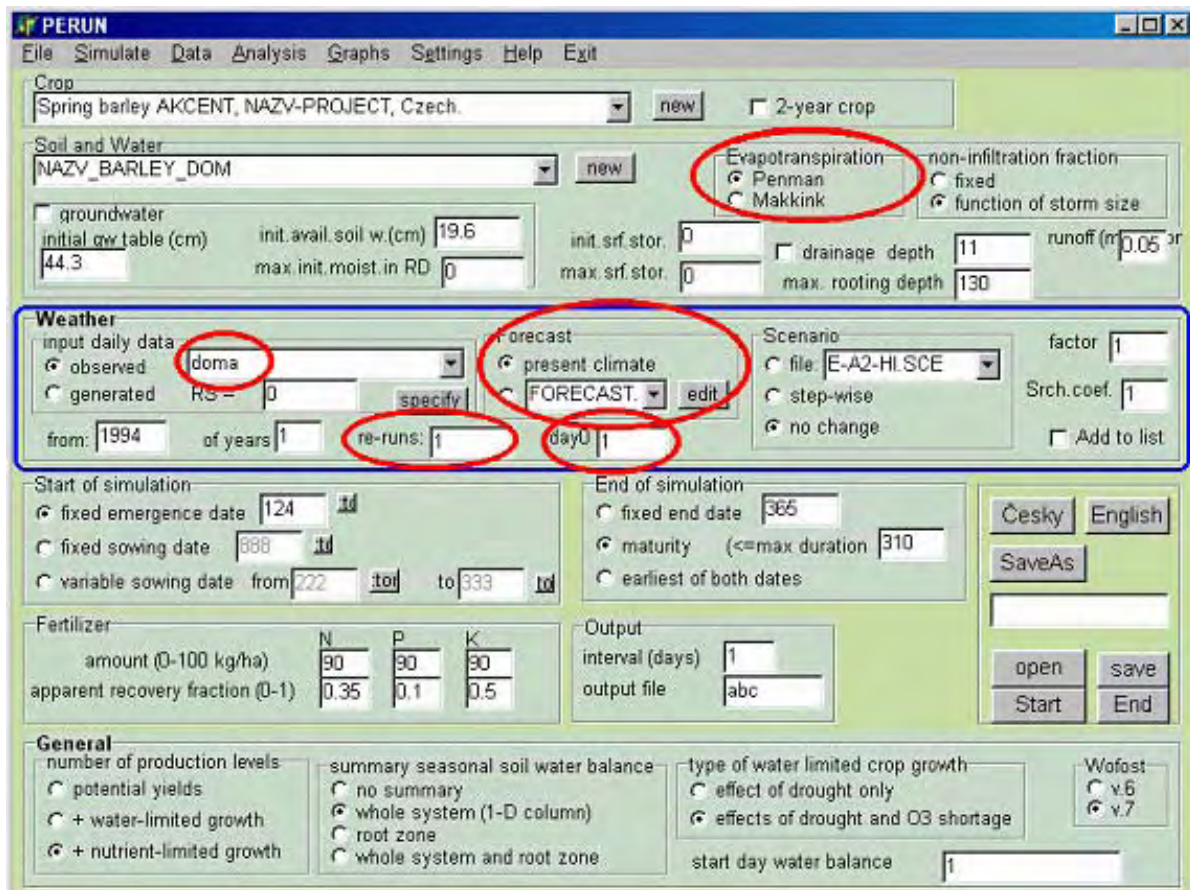 PERUN
File Simulate Data Analysis Graphs Settings Help Exit
Crop
Spring barley AKCENT, NAZV-PROJECT, Czech. new 2-year crop
Soil and Water
NAZV_BARLEY_DOM new
Evapotranspiration
Penman
Makkink
non-infiltration fraction
fixed
function of storm size
groundwater
initial gw table (cm)
44.3
init.avail.soil w.(cm) 19.6
max.init.moist.in RD 0
init.srf.stor. 0
max.srf.stor. 0
drainage depth 11
max. rooting depth 130
runoff 0.05
Weather
input daily data
observed doma
generated RS = 0 specify
Forecast
present climate
FORECAST. edit
Scenario
file: E-A2-HI.SCE
step-wise
no change
factor 1
Srch.coef. 1
Add to list
from: 1994 of years 1 re-runs: 1 day0 1
Start of simulation
fixed emergence date 124 td
fixed sowing date 888 td
variable sowing date from 222 tor to 333 td
End of simulation
fixed end date 365
maturity (<=max duration 310
earliest of both dates
Česky English
SaveAs
open save
Start End
Fertilizer
N P K
amount (0-100 kg/ha) 90 90 90
apparent recovery fraction (0-1) 0.35 0.1 0.5
Output
interval (days) 1
output file abc
General
number of production levels
potential yields
+ water-limited growth
+ nutrient-limited growth
summary seasonal soil water balance
no summary
whole system (1-D column)
root zone
whole system and root zone
type of water limited crop growth
effect of drought only
effects of drought and O3 shortage
start day water balance 1
Wofost
v.6
v.7